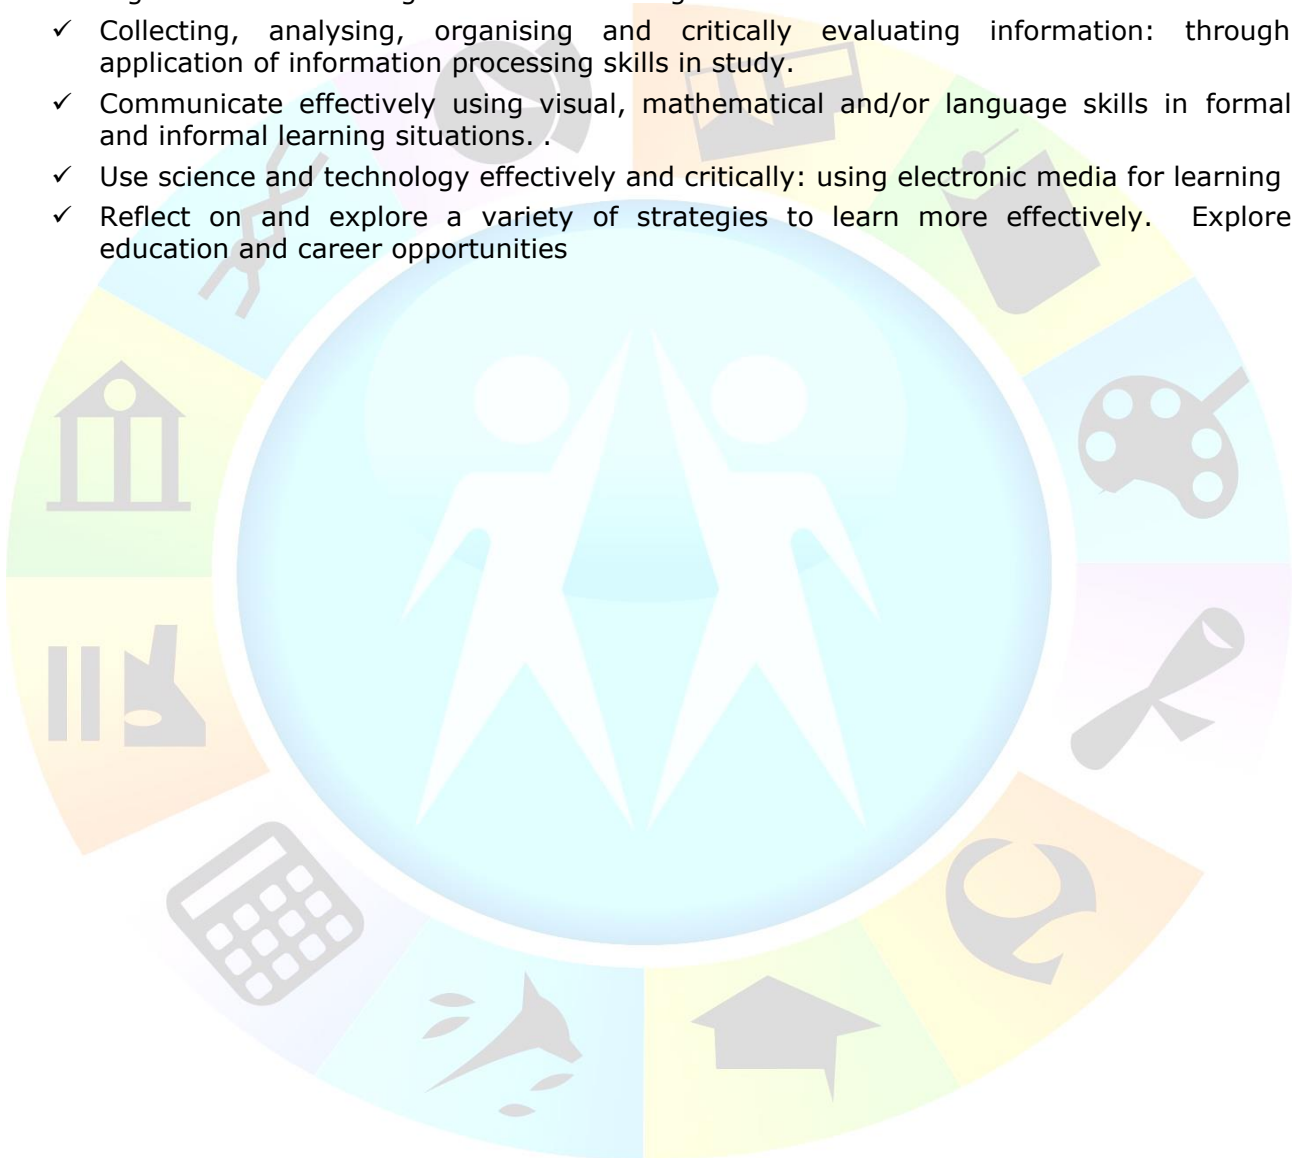 ✓ Collecting, analysing, organising and critically evaluating information: through
application of information processing skills in study.
✓ Communicate effectively using visual, mathematical and/or language skills in formal
and informal learning situations. .
✓ Use science and technology effectively and critically: using electronic media for learning
✓ Reflect on and explore a variety of strategies to learn more effectively. Explore
education and career opportunities